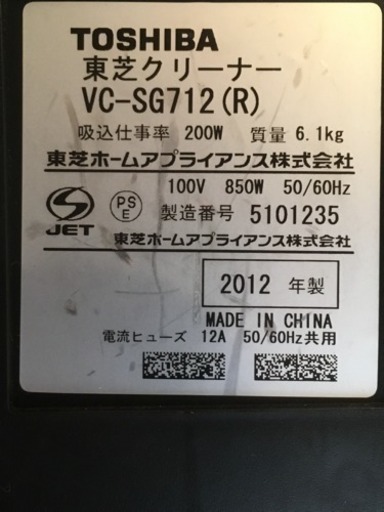 TOSHIBA
東芝クリーナー
VC-SG712(R)
吸込仕事率 200W 質量 6.1kg
東芝ホームアプライアンス株式会社
100V 850W 50/60Hz
PS
E
製造番号 5101235
S
JET
東芝ホームアプライアンス株式会社
2012 年製
MADE IN CHINA
電流ヒューズ 12A 50/60Hz共用